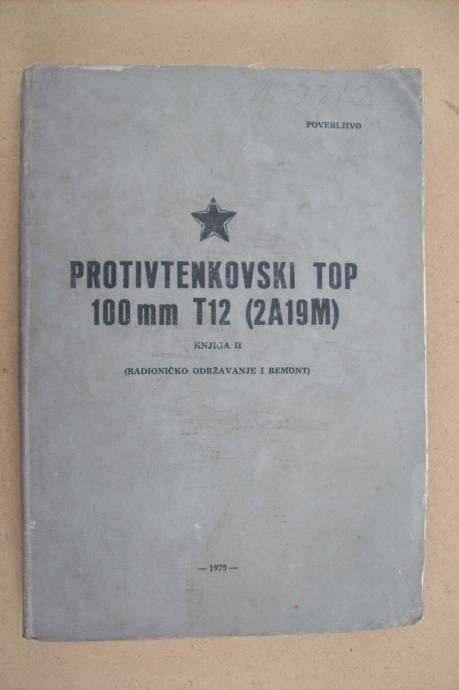 POVERLJIVO
PROTIVTENKOVSKI TOP
100 mm T12 (2A19M)
KNJIGA II
(RADIONIČKO ODRŽAVANJE I REMONT)
— 1975 —